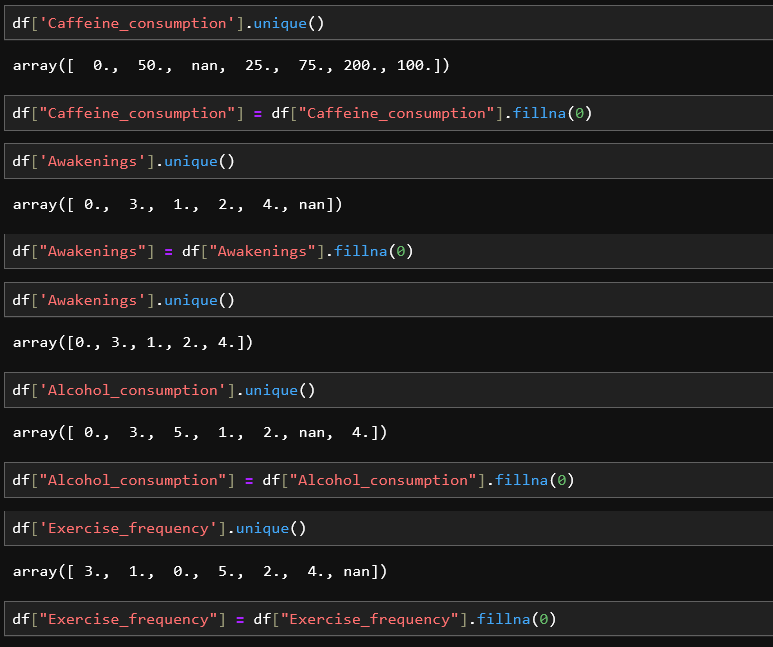 df['Caffeine_consumption'].unique()
array([  0.,  50.,  nan,  25.,  75., 200., 100.])
df["Caffeine_consumption"] = df["Caffeine_consumption"].fillna(0)
df['Awakenings'].unique()
array([ 0.,  3.,  1.,  2.,  4., nan])
df["Awakenings"] = df["Awakenings"].fillna(0)
df['Awakenings'].unique()
array([0., 3., 1., 2., 4.])
df['Alcohol_consumption'].unique()
array([ 0.,  3.,  5.,  1.,  2., nan,  4.])
df["Alcohol_consumption"] = df["Alcohol_consumption"].fillna(0)
df['Exercise_frequency'].unique()
array([ 3.,  1.,  0.,  5.,  2.,  4., nan])
df["Exercise_frequency"] = df["Exercise_frequency"].fillna(0)